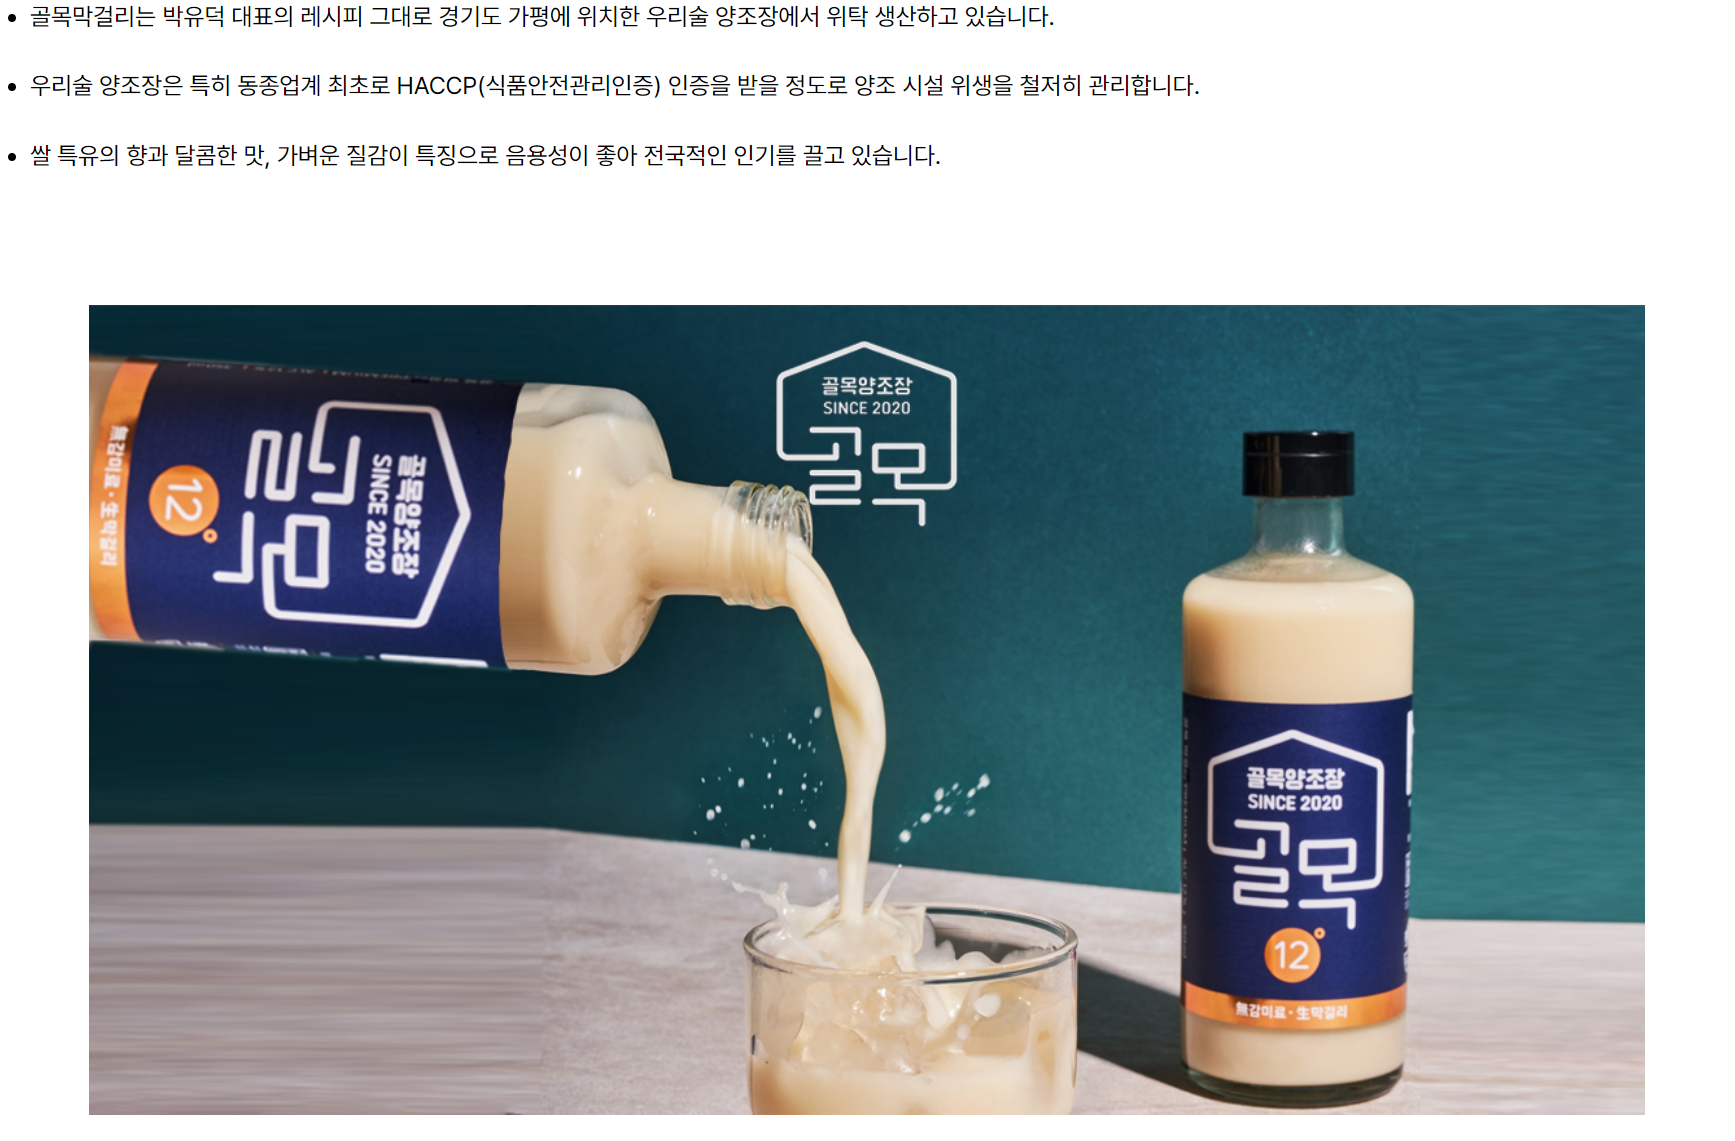 골목막걸리는 박유덕 대표의 레시피 그대로 경기도 가평에 위치한 우리술 양조장에서 위탁 생산하고 있습니다.
우리술 양조장은 특히 동종업계 최초로 HACCP(식품안전관리인증) 인증을 받을 정도로 양조 시설 위생을 철저히 관리합니다.
쌀 특유의 향과 달콤한 맛, 가벼운 질감이 특징으로 음용성이 좋아 전국적인 인기를 끌고 있습니다.
골목양조장
SINCE 2020
골목
골목양조장
SINCE 2020
골목
12°
無감미료·生막걸리
골목양조장
SINCE 2020
골목
12°
無감미료·生막걸리